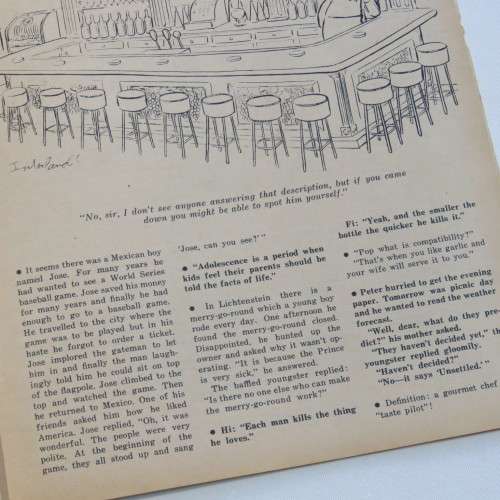 "No, sir, I don't see anyone answering that description, but if you came
down you might be able to spot him yourself."
● It seems there was a Mexican boy
named Jose. For many years he
had wanted to see a World Series
baseball game. Jose saved his money
for many years and finally he had
enough to go to a baseball game.
He travelled to the city where the
game was to be played but in his
haste he forgot to order a ticket.
Jose implored the gateman to let
him in and finally the man laugh-
ingly told him he could sit on top
of the flagpole. Jose climbed to the
top and watched the game. Then
he returned to Mexico. One of his
friends asked him how he liked
America. Jose replied, "Oh, it was
wonderful. The people were very
polite. At the beginning of the
game, they all stood up and sang
'Jose, can you see?' "
● "Adolescence is a period when
kids feel their parents should be
told the facts of life."
● In Lichtenstein there is a
merry-go-round which a young boy
rode every day. One afternoon he
found the merry-go-round closed.
Disappointed, he hunted up the
owner and asked why it wasn't op-
erating. "It is because the Prince
is very sick," he answered.
The baffled youngster replied:
"Is there no one else who can make
the merry-go-round work?"
● Hi: "Each man kills the thing
he loves."
Fi: "Yeah, and the smaller the
bottle the quicker he kills it."
● "Pop what is compatibility?"
"That's when you like garlic and
your wife will serve it to you."
● Peter hurried to get the evening
paper. Tomorrow was picnic day
and he wanted to read the weather
forecast.
"Well, dear, what do they pre-
dict?" his mother asked.
"They haven't decided yet," the
youngster replied gloomily.
"Haven't decided?"
"No—it says 'Unsettled.' "
● Definition: a gourmet chef
"taste pilot"!